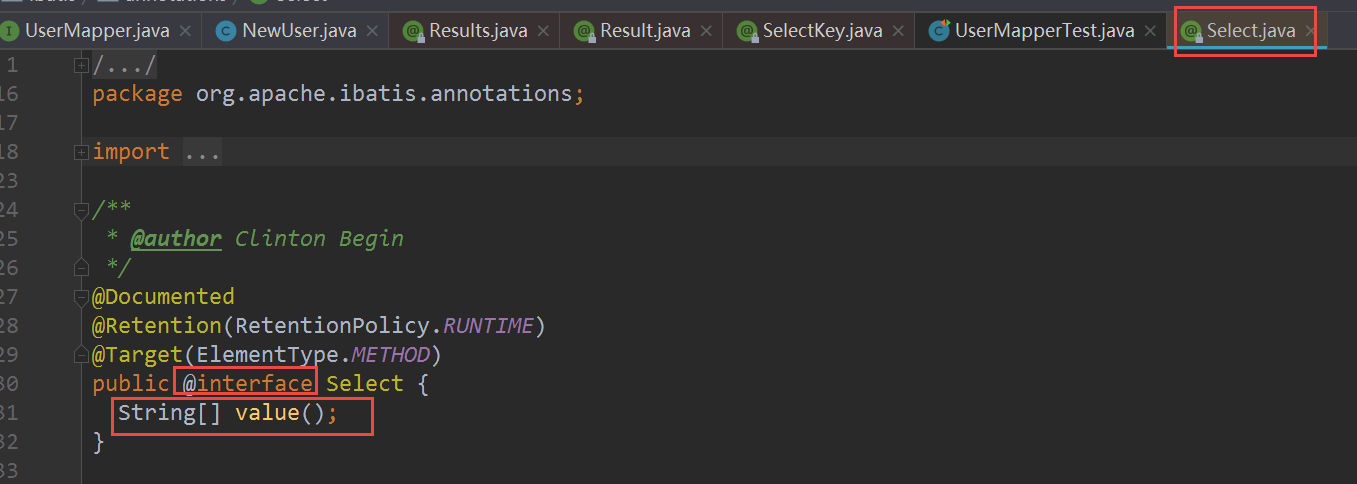 UserMapper.java NewUser.java Results.java Result.java SelectKey.java UserMapperTest.java Select.java
1 /.../
16 package org.apache.ibatis.annotations;
17
18 import ...
23
24 /**
25 * @author Clinton Begin
26 */
27 @Documented
28 @Retention(RetentionPolicy.RUNTIME)
29 @Target(ElementType.METHOD)
30 public @interface Select {
31 String[] value();
32 }
33